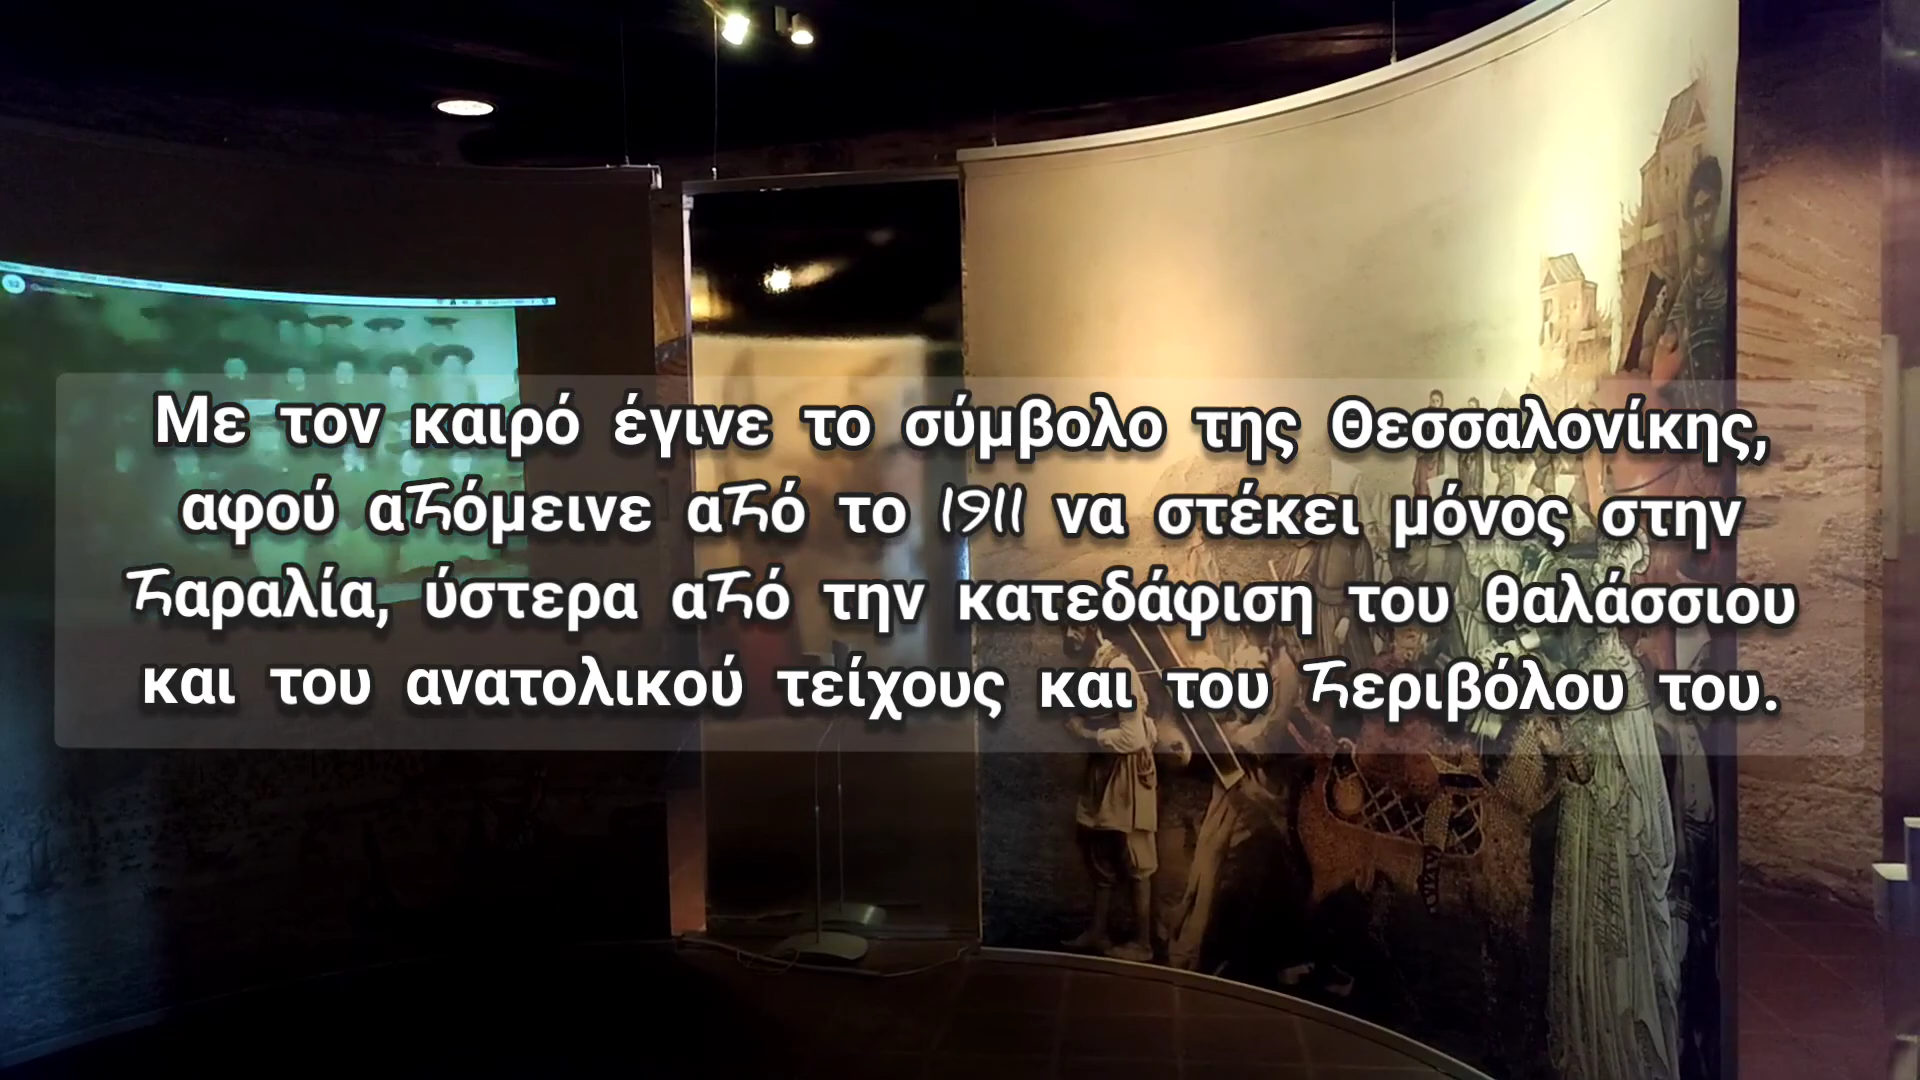 Με τον καιρό έγινε το σύμβολο της Θεσσαλονίκης,
αφού απόμεινε από το 1911 να στέκει μόνος στην
παραλία, ύστερα από την κατεδάφιση του θαλάσσιου
και του ανατολικού τείχους και του περιβόλου του.